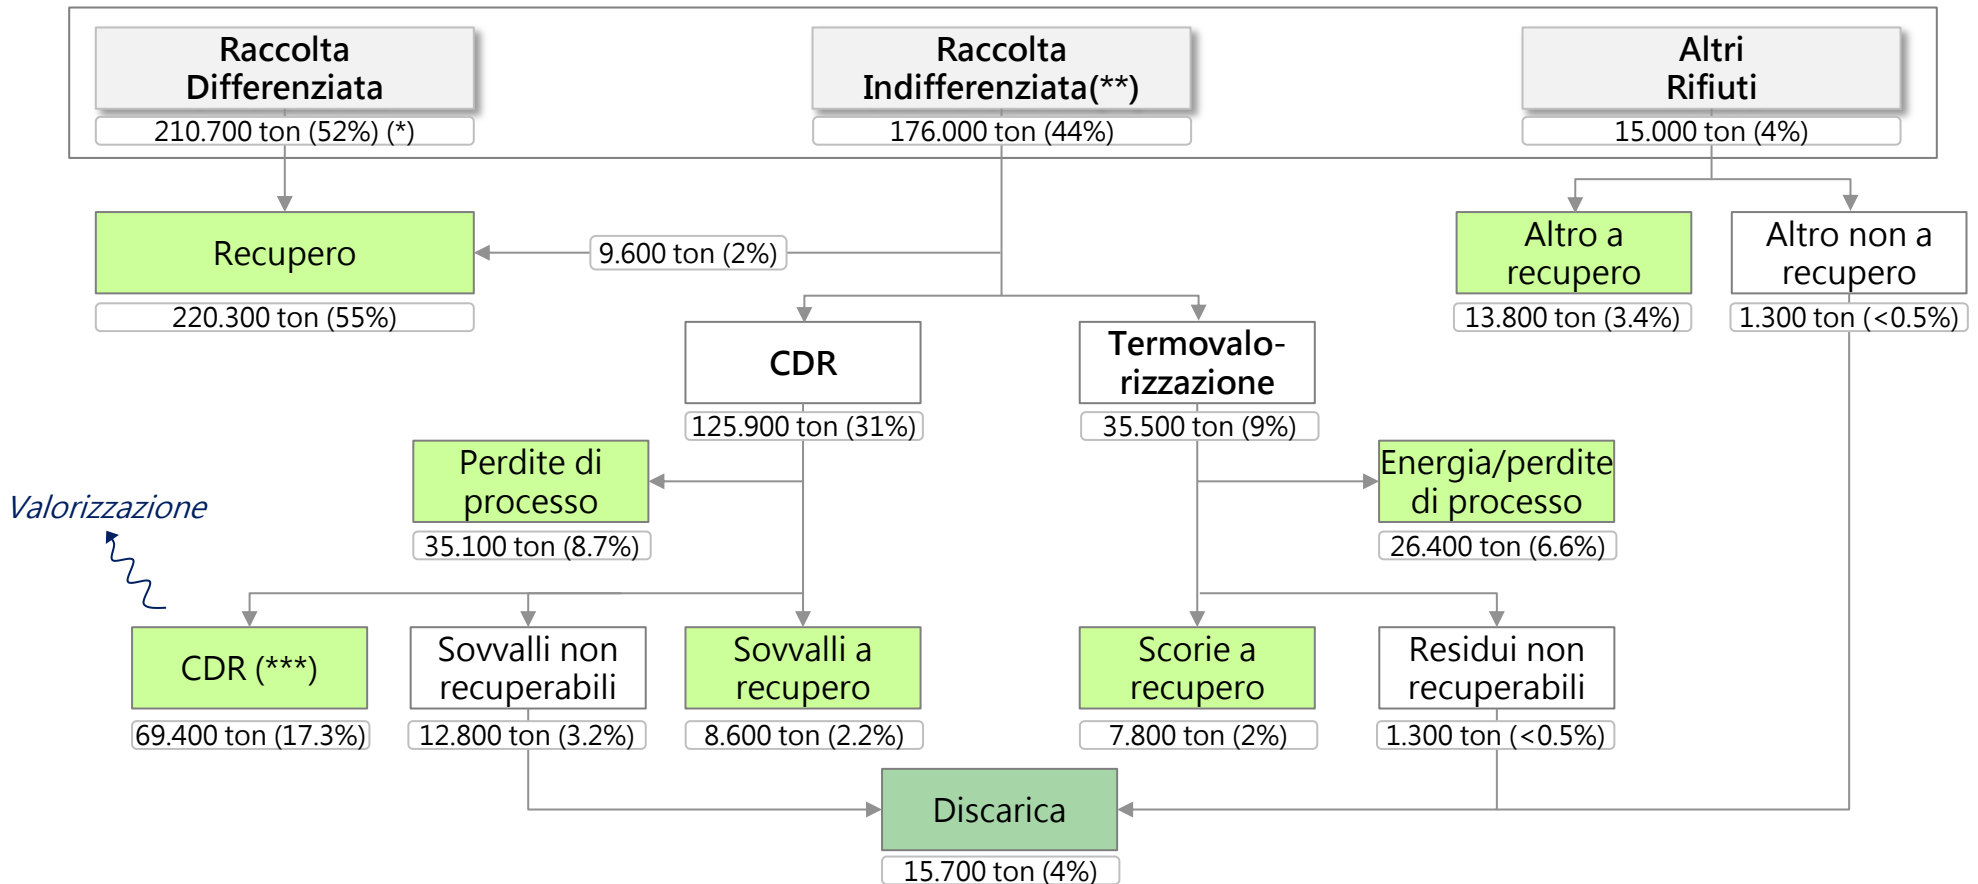 Raccolta
Differenziata
210.700 ton (52%) (*)
Raccolta
Indifferenziata(**)
176.000 ton (44%)
Altri
Rifiuti
15.000 ton (4%)
Recupero
220.300 ton (55%)
9.600 ton (2%)
Altro a
recupero
13.800 ton (3.4%)
Altro non a
recupero
1.300 ton (<0.5%)
CDR
125.900 ton (31%)
Termovalo-
rizzazione
35.500 ton (9%)
Perdite di
processo
35.100 ton (8.7%)
Energia/perdite
di processo
26.400 ton (6.6%)
Valorizzazione
CDR (***)
69.400 ton (17.3%)
Sovvalli non
recuperabili
12.800 ton (3.2%)
Sovvalli a
recupero
8.600 ton (2.2%)
Scorie a
recupero
7.800 ton (2%)
Residui non
recuperabili
1.300 ton (<0.5%)
Discarica
15.700 ton (4%)